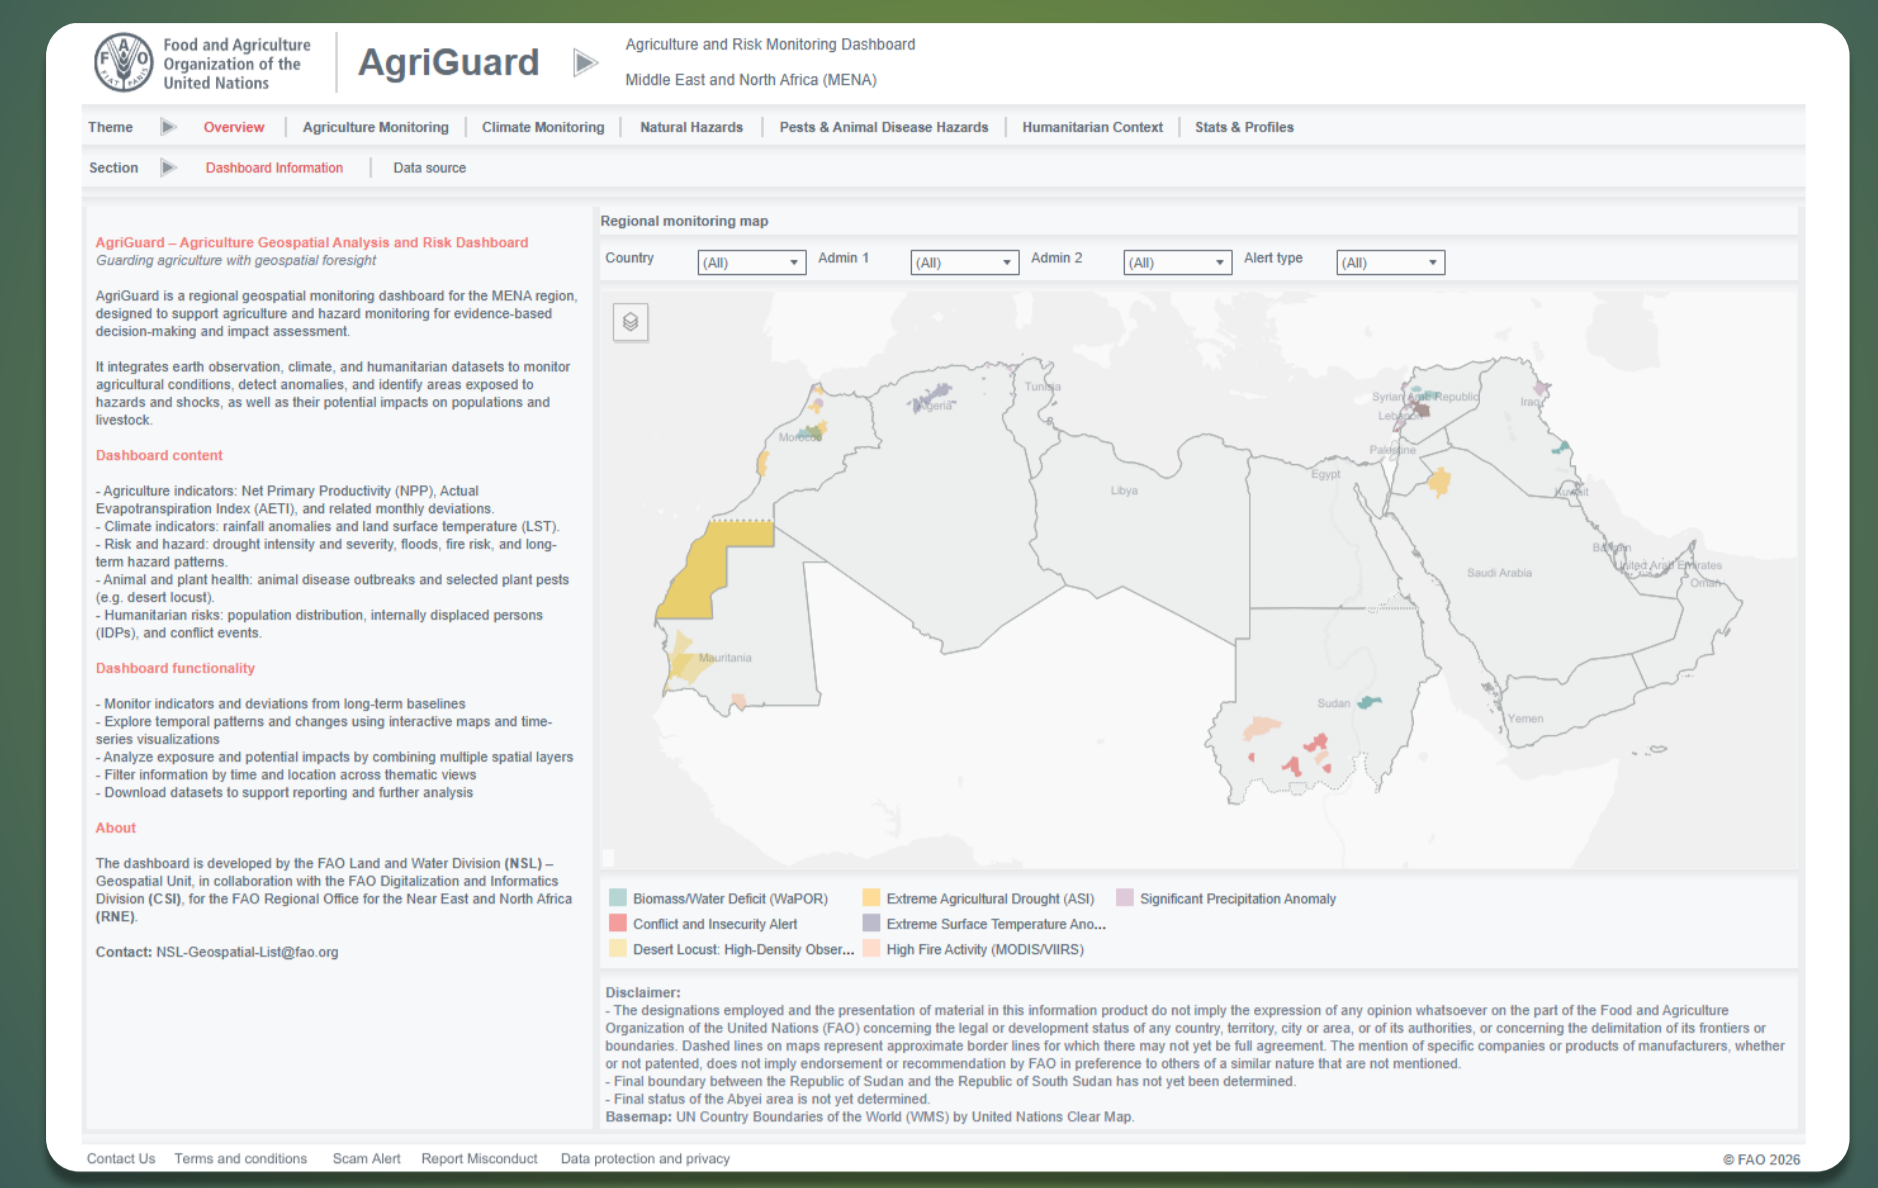 Food and Agriculture
Organization of the
United Nations
AgriGuard
Agriculture and Risk Monitoring Dashboard
Middle East and North Africa (MENA)
Theme
Overview
Agriculture Monitoring
Climate Monitoring
Natural Hazards
Pests & Animal Disease Hazards
Humanitarian Context
Stats & Profiles
Section
Dashboard Information
Data source
AgriGuard – Agriculture Geospatial Analysis and Risk Dashboard
Guarding agriculture with geospatial foresight
AgriGuard is a regional geospatial monitoring dashboard for the MENA region,
designed to support agriculture and hazard monitoring for evidence-based
decision-making and impact assessment.
It integrates earth observation, climate, and humanitarian datasets to monitor
agricultural conditions, detect anomalies, and identify areas exposed to
hazards and shocks, as well as their potential impacts on populations and
livestock.
Dashboard content
- Agriculture indicators: Net Primary Productivity (NPP), Actual
Evapotranspiration Index (AETI), and related monthly deviations.
- Climate indicators: rainfall anomalies and land surface temperature (LST).
- Risk and hazard: drought intensity and severity, floods, fire risk, and long-
term hazard patterns.
- Animal and plant health: animal disease outbreaks and selected plant pests
(e.g. desert locust).
- Humanitarian risks: population distribution, internally displaced persons
(IDPs), and conflict events.
Dashboard functionality
- Monitor indicators and deviations from long-term baselines
- Explore temporal patterns and changes using interactive maps and time-
series visualizations
- Analyze exposure and potential impacts by combining multiple spatial layers
- Filter information by time and location across thematic views
- Download datasets to support reporting and further analysis
About
The dashboard is developed by the FAO Land and Water Division (NSL) –
Geospatial Unit, in collaboration with the FAO Digitalization and Informatics
Division (CSI), for the FAO Regional Office for the Near East and North Africa
(RNE).
Contact: NSL-Geospatial-List@fao.org
Regional monitoring map
Country
(All)
Admin 1
(All)
Admin 2
(All)
Alert type
(All)
Tunisia
Algeria
Morocco
Syrian Arab Republic
Lebanon
Iraq
Palestine
Egypt
Libya
Kuwait
Bahrain
United Arab Emirates
Saudi Arabia
Oman
Mauritania
Sudan
Yemen
Biomass/Water Deficit (WaPOR)
Extreme Agricultural Drought (ASI)
Significant Precipitation Anomaly
Conflict and Insecurity Alert
Extreme Surface Temperature Ano...
Desert Locust: High-Density Obser...
High Fire Activity (MODIS/VIIRS)
Disclaimer:
- The designations employed and the presentation of material in this information product do not imply the expression of any opinion whatsoever on the part of the Food and Agriculture
Organization of the United Nations (FAO) concerning the legal or development status of any country, territory, city or area, or of its authorities, or concerning the delimitation of its frontiers or
boundaries. Dashed lines on maps represent approximate border lines for which there may not yet be full agreement. The mention of specific companies or products of manufacturers, whether
or not patented, does not imply endorsement or recommendation by FAO in preference to others of a similar nature that are not mentioned.
- Final boundary between the Republic of Sudan and the Republic of South Sudan has not yet been determined.
- Final status of the Abyei area is not yet determined.
Basemap: UN Country Boundaries of the World (WMS) by United Nations Clear Map.
Contact Us
Terms and conditions
Scam Alert
Report Misconduct
Data protection and privacy
© FAO 2026